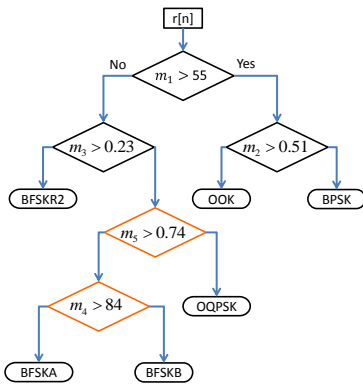 r[n]
No
Yes
m₁ > 55
m₃ > 0.23
m₂ > 0.51
BFSKR2
OOK
BPSK
m₅ > 0.74
m₄ > 84
OQPSK
BFSKA
BFSKB